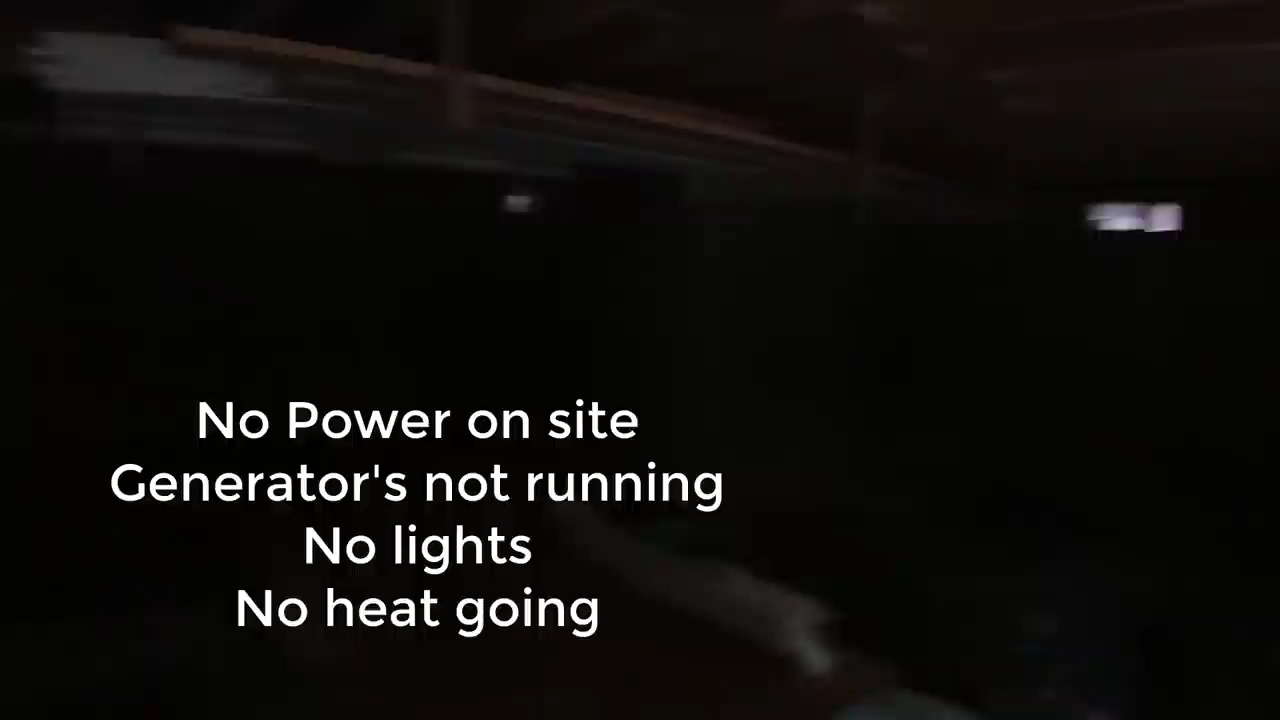 No Power on site
Generator's not running
No lights
No heat going